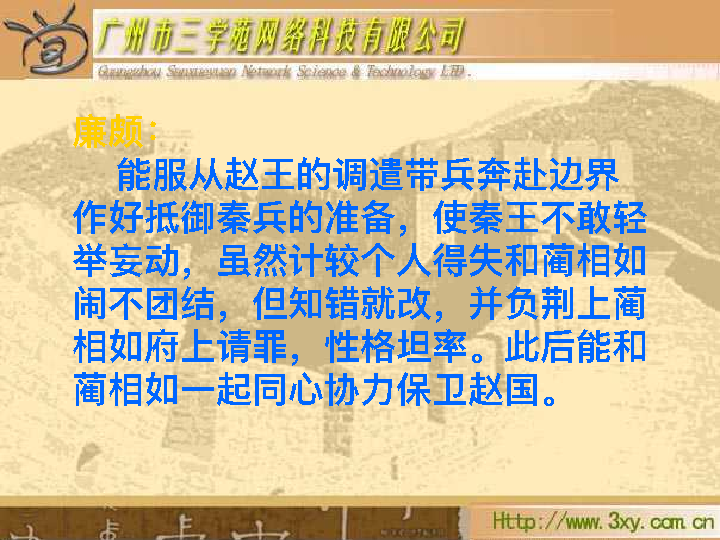 广州市三学苑网络科技有限公司
Guangzhou Sanxueyuan Network Science & Technology LTD.
廉颇：
能服从赵王的调遣带兵奔赴边界
作好抵御秦兵的准备，使秦王不敢轻
举妄动，虽然计较个人得失和蔺相如
闹不团结，但知错就改，并负荆上蔺
相如府上请罪，性格坦率。此后能和
蔺相如一起同心协力保卫赵国。
Http://www.3xy.com.cn